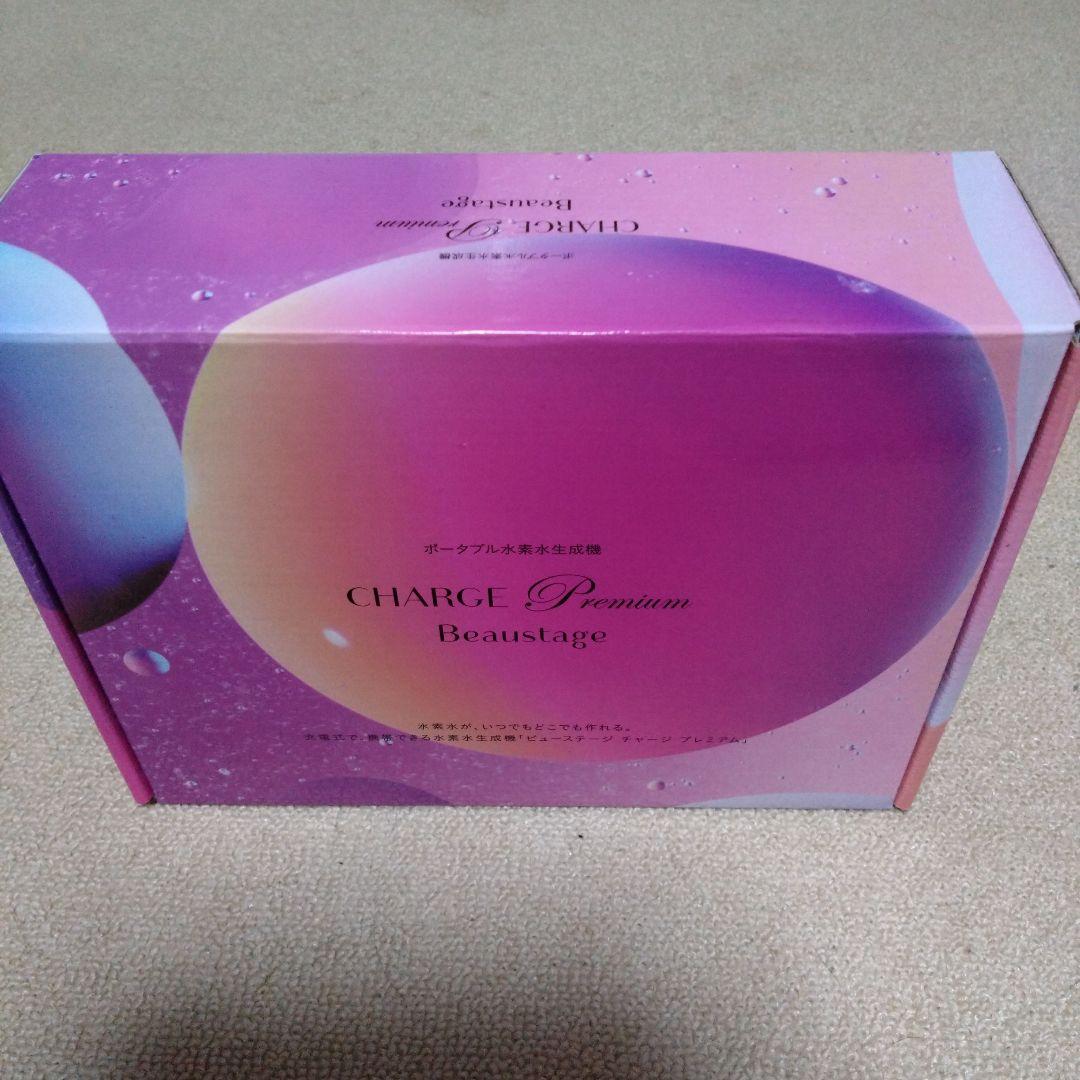 Beaustage
CHARGE Premium
ポータブル水素水生成機
ポータブル水素水生成機
CHARGE Premium
Beaustage
水素水が、いつでもどこでも作れる。
充電式で、携帯できる水素水生成機「ビューステージ チャージ プレミアム」